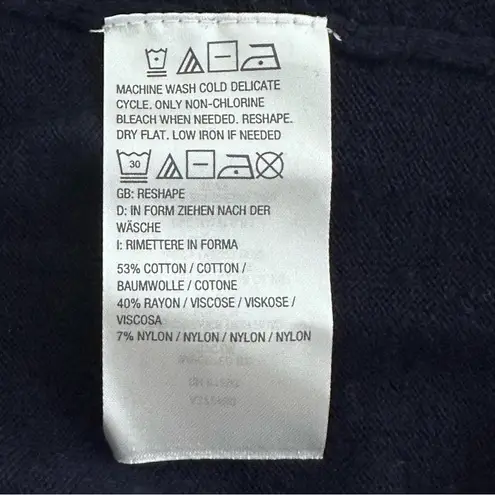 MACHINE WASH COLD DELICATE
CYCLE. ONLY NON-CHLORINE
BLEACH WHEN NEEDED. RESHAPE.
DRY FLAT. LOW IRON IF NEEDED
30
GB: RESHAPE
D: IN FORM ZIEHEN NACH DER
WÄSCHE
I: RIMETTERE IN FORMA
53% COTTON / COTTON /
BAUMWOLLE / COTONE
40% RAYON / VISCOSE / VISKOSE /
VISCOSA
7% NYLON / NYLON / NYLON / NYLON